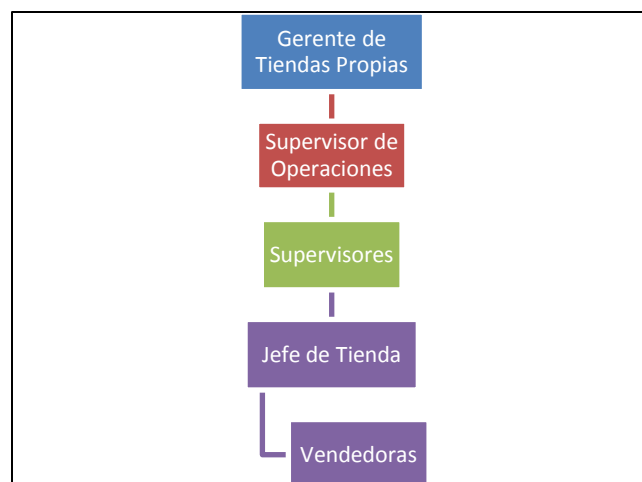 Gerente de
Tiendas Propias
Supervisor de
Operaciones
Supervisores
Jefe de Tienda
Vendedoras